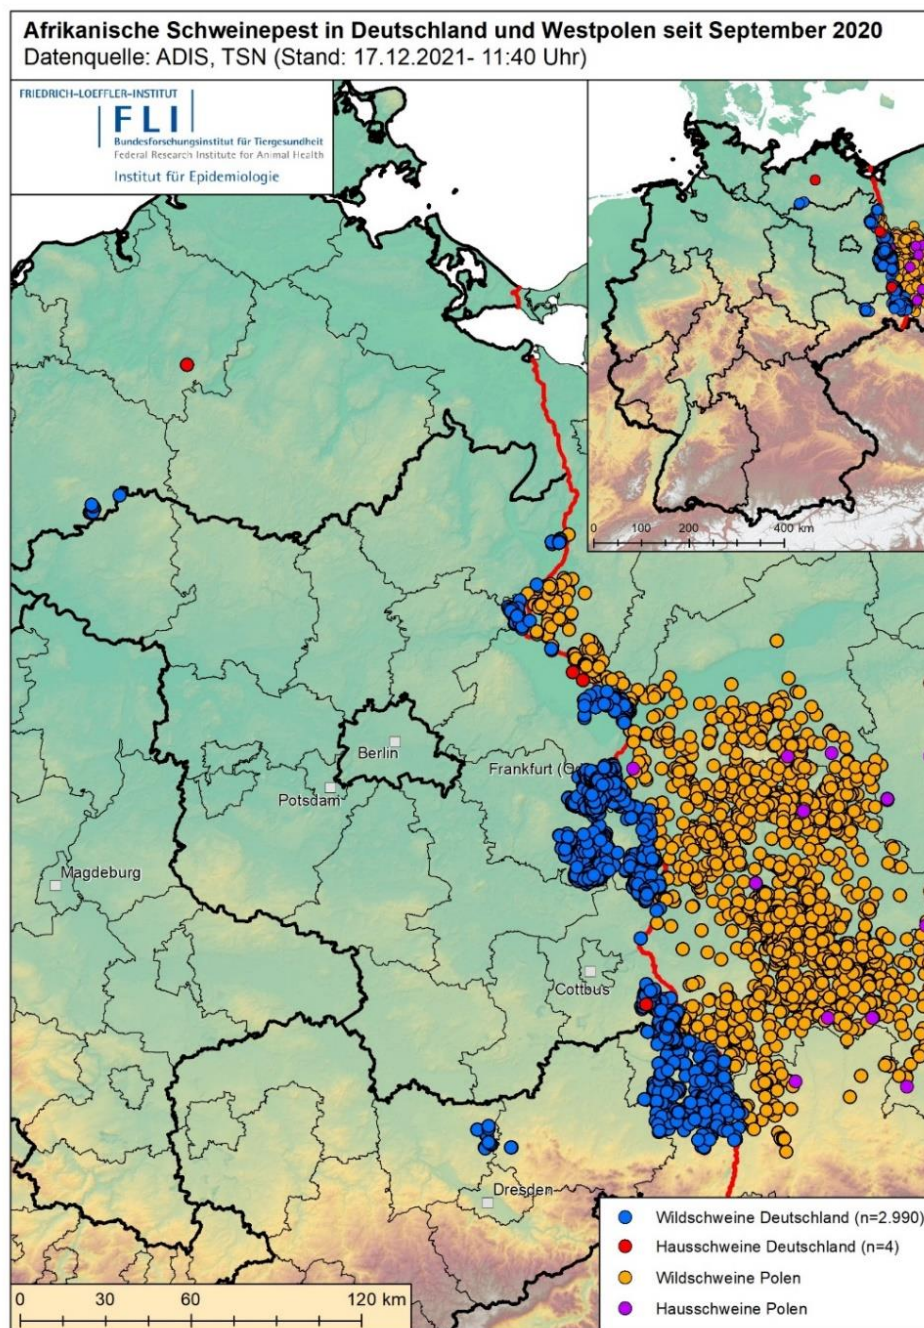 Afrikanische Schweinepest in Deutschland und Westpolen seit September 2020
Datenquelle: ADIS, TSN (Stand: 17.12.2021- 11:40 Uhr)
FRIEDRICH-LOEFFLER-INSTITUT
FLI
Bundesforschungsinstitut für Tiergesundheit
Federal Research Institute for Animal Health
Institut für Epidemiologie
0 100 200 400 km
Berlin
Frankfurt (O
Potsdam
Magdeburg
Cottbus
Dresden
Wildschweine Deutschland (n=2.990)
Hausschweine Deutschland (n=4)
Wildschweine Polen
Hausschweine Polen
0 30 60 120 km